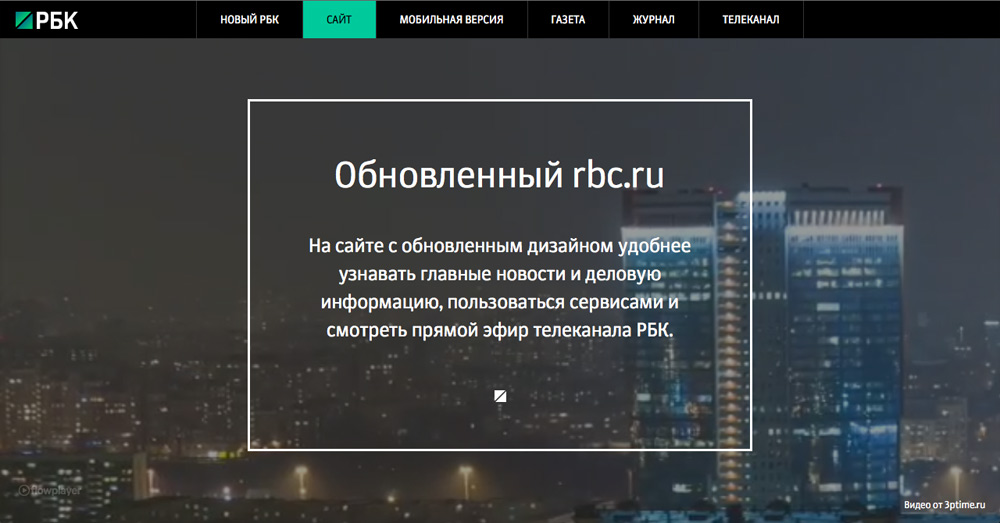 РБК
НОВЫЙ РБК
САЙТ
МОБИЛЬНАЯ ВЕРСИЯ
ГАЗЕТА
ЖУРНАЛ
ТЕЛЕКАНАЛ
Обновленный rbc.ru
На сайте с обновленным дизайном удобнее
узнавать главные новости и деловую
информацию, пользоваться сервисами и
смотреть прямой эфир телеканала РБК.
flowplayer
Видео от 3ptime.ru